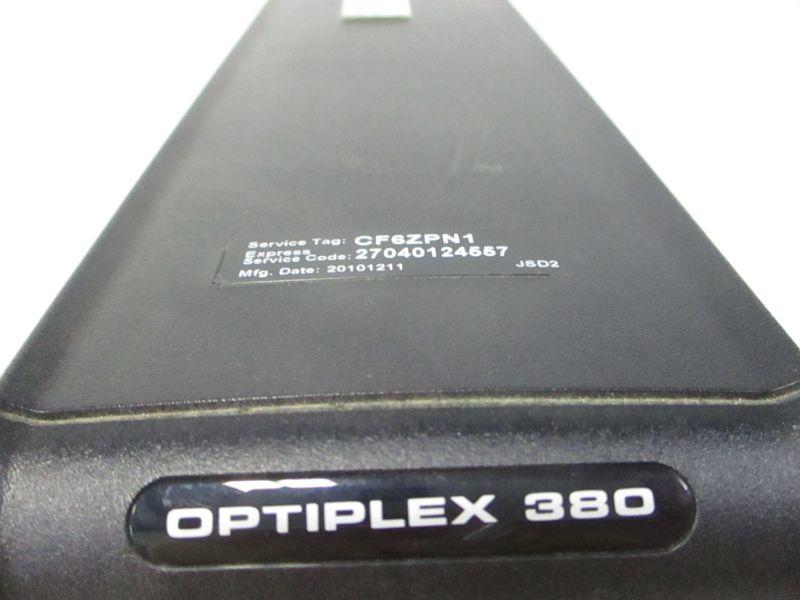 Service Tag: CF6ZPN1
Express
Service Code: 27040124557
Mfg. Date: 20101211 JSD2
OPTIPLEX 380